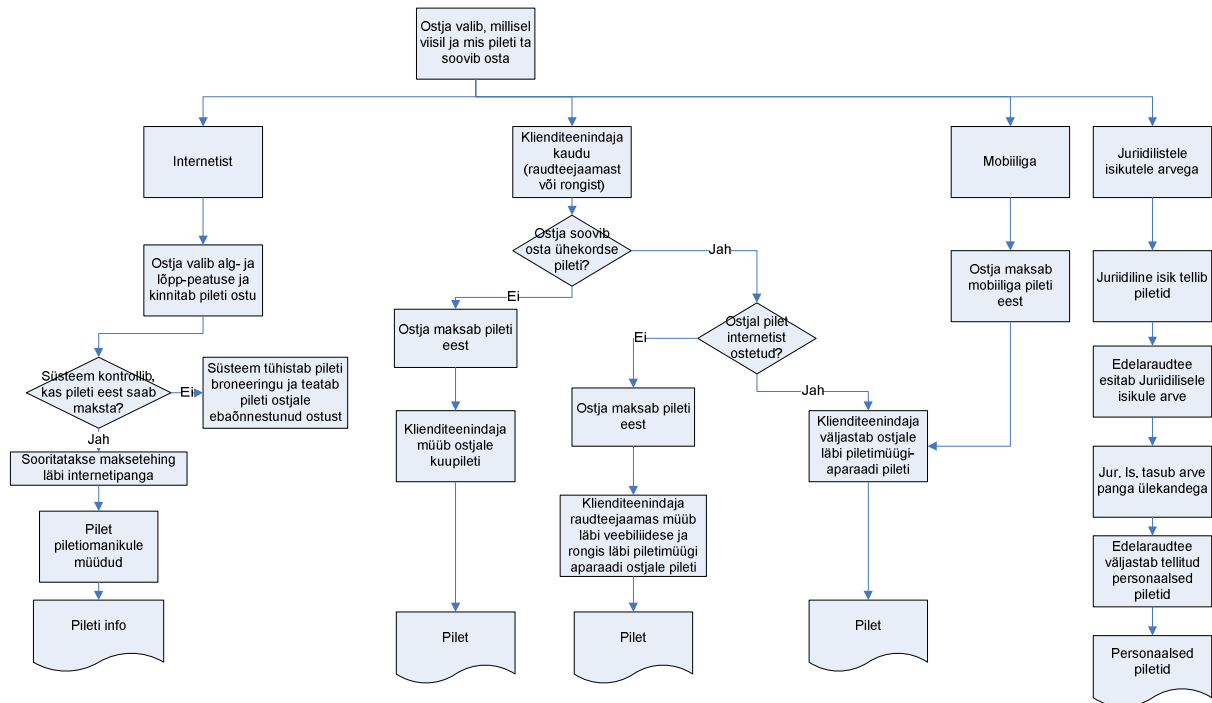 Ostja valib, millisel
viisil ja mis pileti ta
soovib osta
Internetist
Klienditeenindaja
kaudu
(raudteejaamast
või rongist)
Mobiiliga
Juriidilistele
isikutele arvega
Ostja valib alg- ja
lõpp-peatuse ja
kinnitab pileti ostu
Ostja soovib
osta ühekordse
pileti?
Jah
Ei
Ostja maksab
mobiiliga pileti
eest
Juriidiline isik tellib
piletid
Ostja maksab pileti
eest
Ostjal pilet
internetist
ostetud?
Ei
Jah
Süsteem kontrollib,
kas pileti eest saab
maksta?
Ei
Süsteem tühistab pileti
broneeringu ja teatab
pileti ostjale
ebaõnnestunud ostust
Jah
Edelaraudtee
esitab Juriidilisele
isikule arve
Ostja maksab pileti
eest
Klienditeenindaja
müüb ostjale
kuupileti
Klienditeenindaja
väljastab ostjale
läbi piletimüügi-
aparaadi pileti
Sooritatakse maksetehing
läbi internetipanga
Jur. Is. tasub arve
panga ülekandega
Pilet
piletiomanikule
müüdud
Klienditeenindaja
raudteejaamas müüb
läbi veebiliidese ja
rongis läbi piletimüügi
aparaadi ostjale pileti
Edelaraudtee
väljastab tellitud
personaalsed
piletid
Pileti info
Pilet
Pilet
Pilet
Personaalsed
piletid